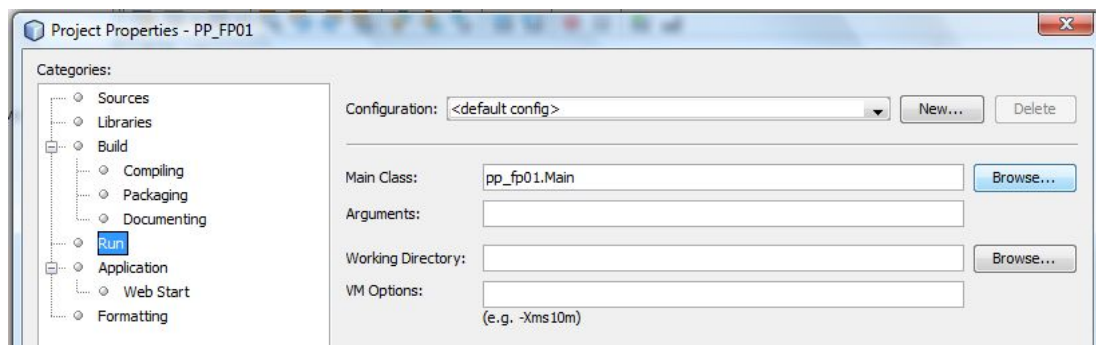 Project Properties - PP_FP01
Categories:
Sources
Libraries
Build
Compiling
Packaging
Documenting
Run
Application
Web Start
Formatting
Configuration: <default config> New... Delete
Main Class: pp_fp01.Main Browse...
Arguments:
Working Directory: Browse...
VM Options:
(e.g. -Xms10m)